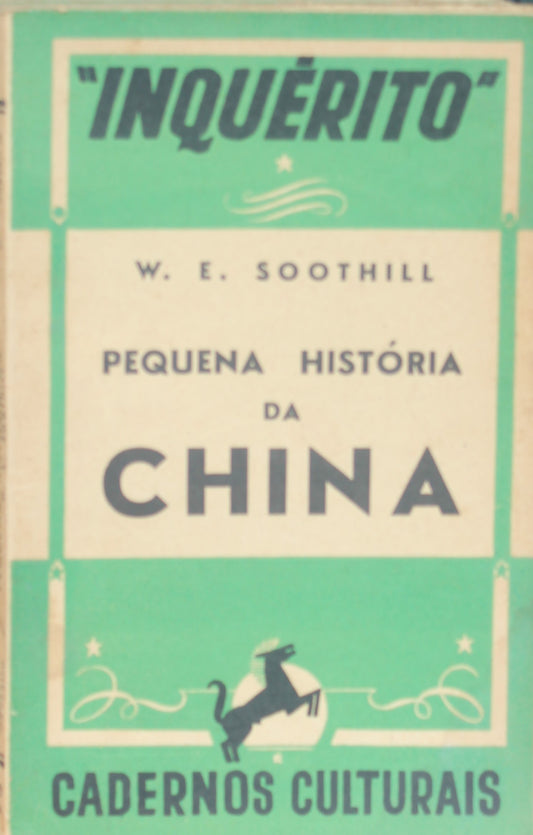 "INQUÉRITO"
W. E. SOOTHILL
PEQUENA HISTÓRIA
DA
CHINA
CADERNOS CULTURAIS